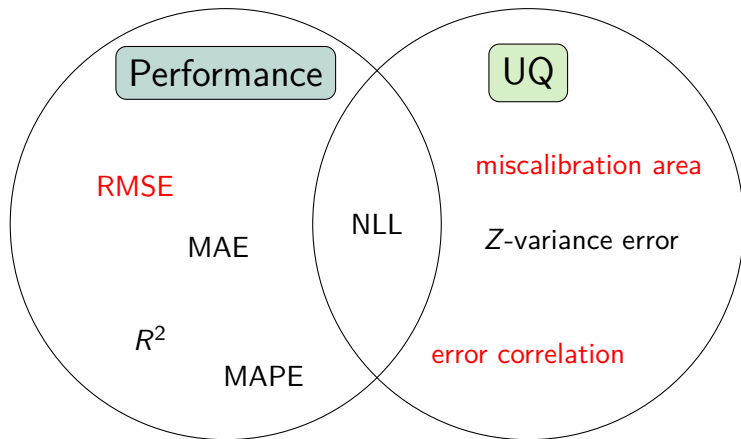 Performance
UQ
RMSE
MAE
R²
MAPE
NLL
miscalibration area
Z-variance error
error correlation